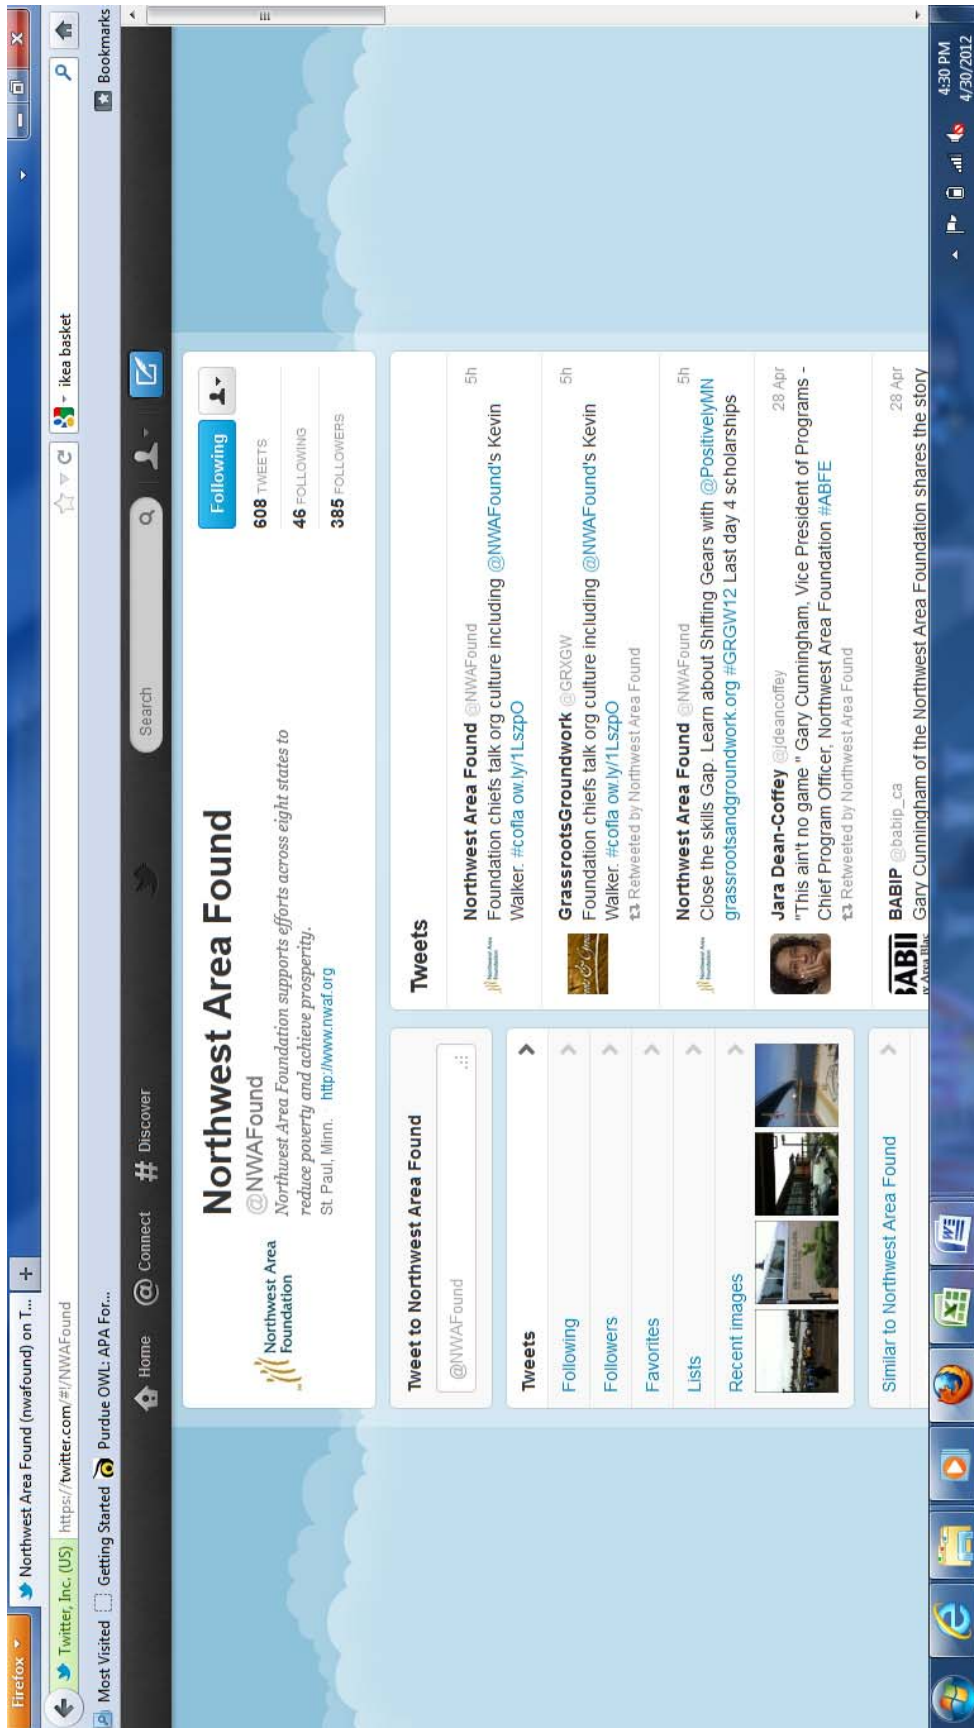 Firefox
Northwest Area Found (nwafound) on T...
+
Twitter, Inc. (US)
https://twitter.com/#!/NWAFound
ikea basket
Most Visited
Getting Started
Purdue OWL: APA For...
Bookmarks
Home
@ Connect
# Discover
Search
Northwest Area
Foundation
Northwest Area Found
@NWAFound
Northwest Area Foundation supports efforts across eight states to
reduce poverty and achieve prosperity.
St. Paul, Minn. · http://www.nwaf.org
Following
608 TWEETS
46 FOLLOWING
385 FOLLOWERS
Tweet to Northwest Area Found
@NWAFound
Tweets
Following
Followers
Favorites
Lists
Recent images
Similar to Northwest Area Found
Tweets
Northwest Area Found @NWAFound 5h
Foundation chiefs talk org culture including @NWAFound's Kevin
Walker. #cofla ow.ly/1LszpO
GrassrootsGroundwork @GRXGW 5h
Foundation chiefs talk org culture including @NWAFound's Kevin
Walker. #cofla ow.ly/1LszpO
Retweeted by Northwest Area Found
Northwest Area Found @NWAFound 5h
Close the skills Gap. Learn about Shifting Gears with @PositivelyMN
grassrootsandgroundwork.org #GRGW12 Last day 4 scholarships
Jara Dean-Coffey @jdeancoffey 28 Apr
"This ain't no game " Gary Cunningham, Vice President of Programs -
Chief Program Officer, Northwest Area Foundation #ABFE
Retweeted by Northwest Area Found
BABIP @babip_ca 28 Apr
Gary Cunningham of the Northwest Area Foundation shares the story
4:30 PM
4/30/2012